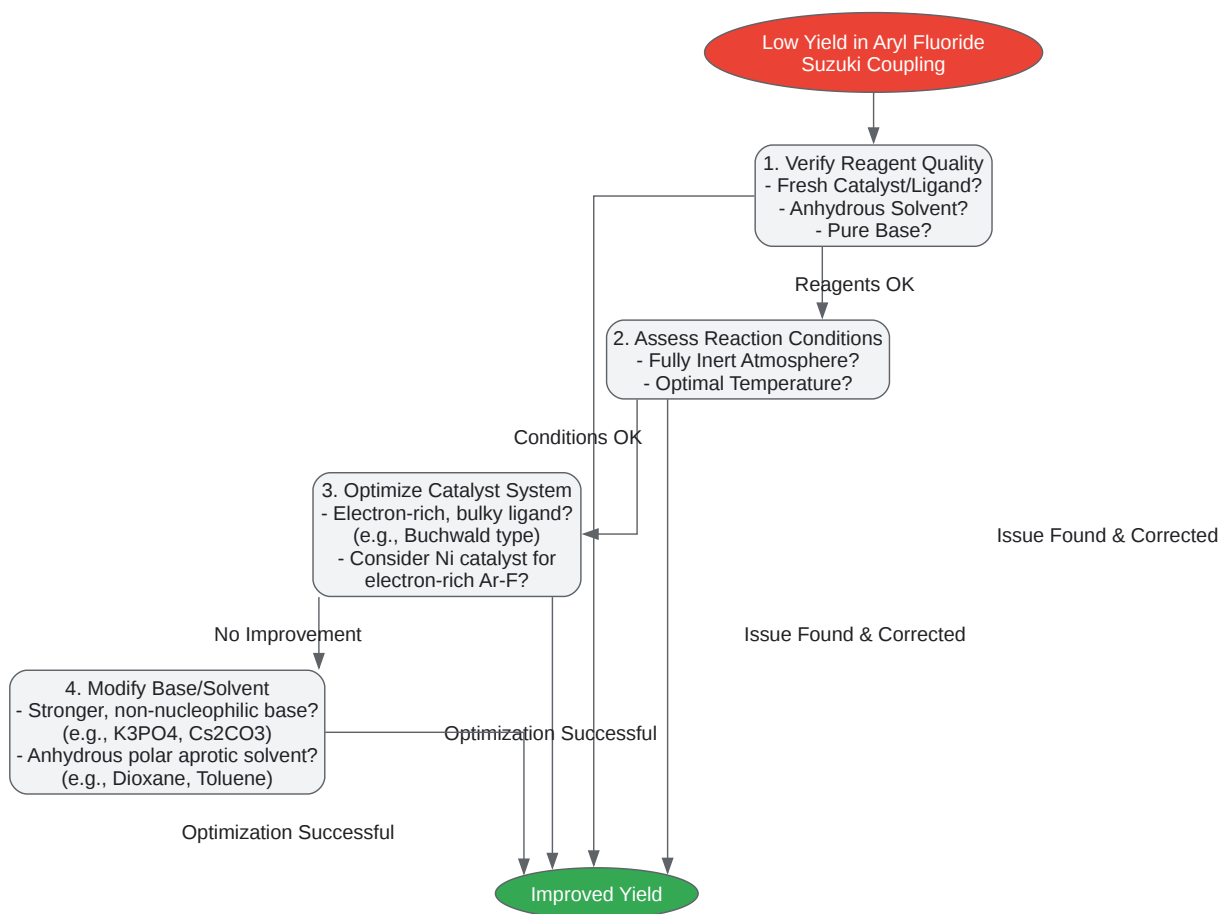 Low Yield in Aryl Fluoride
Suzuki Coupling
1. Verify Reagent Quality
- Fresh Catalyst/Ligand?
- Anhydrous Solvent?
- Pure Base?
Reagents OK
2. Assess Reaction Conditions
- Fully Inert Atmosphere?
- Optimal Temperature?
Conditions OK
3. Optimize Catalyst System
- Electron-rich, bulky ligand?
(e.g., Buchwald type)
- Consider Ni catalyst for
electron-rich Ar-F?
Issue Found & Corrected
No Improvement
Issue Found & Corrected
4. Modify Base/Solvent
- Stronger, non-nucleophilic base?
(e.g., K3PO4, Cs2CO3)
- Anhydrous polar aprotic solvent?
(e.g., Dioxane, Toluene)
Optimization Successful
Optimization Successful
Improved Yield